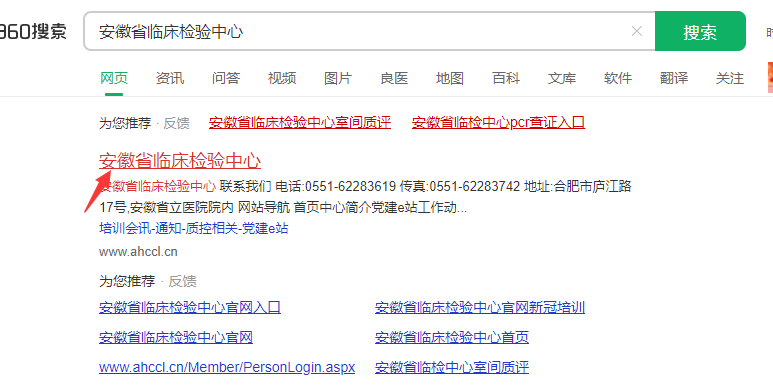 360搜索
安徽省临床检验中心 × 搜索
网页 资讯 问答 视频 图片 良医 地图 百科 文库 软件 翻译 关注
为您推荐 · 反馈 安徽省临床检验中心室间质评 安徽省临检中心pcr查证入口
安徽省临床检验中心
安徽省临床检验中心 联系我们 电话:0551-62283619 传真:0551-62283742 地址:合肥市庐江路
17号,安徽省立医院院内 网站导航 首页中心简介党建e站工作动...
培训会讯-通知-质控相关-党建e站
www.ahccl.cn
为您推荐 · 反馈
安徽省临床检验中心官网入口 安徽省临床检验中心官网新冠培训
安徽省临床检验中心官网 安徽省临床检验中心首页
www.ahccl.cn/Member/PersonLogin.aspx 安徽省临检中心室间质评